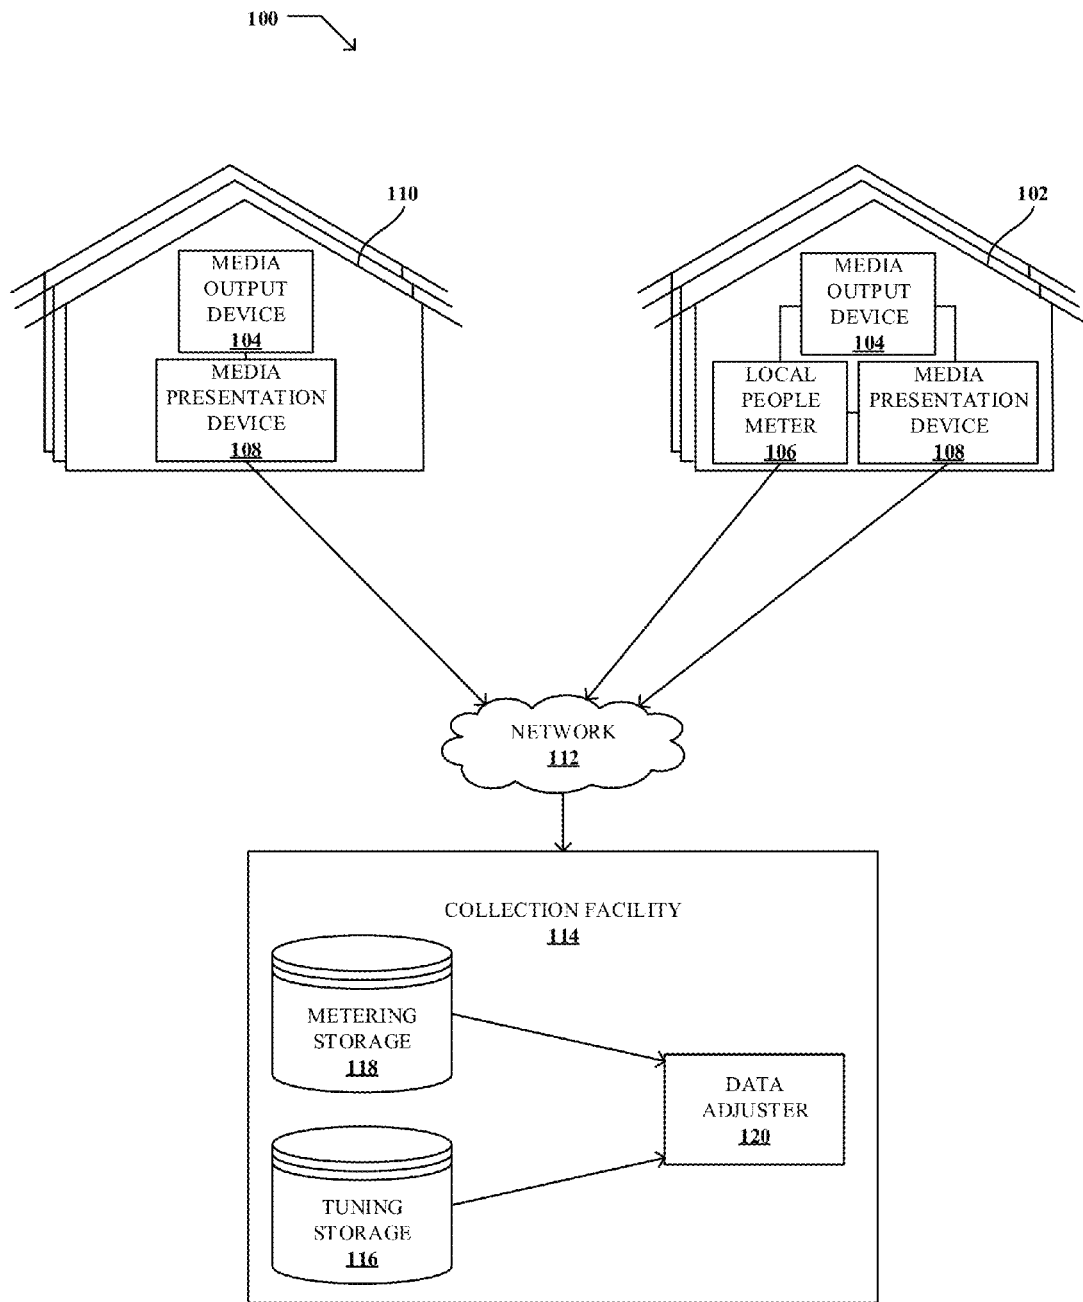 100
110
MEDIA
OUTPUT
DEVICE
104
MEDIA
PRESENTATION
DEVICE
108
102
MEDIA
OUTPUT
DEVICE
104
LOCAL
PEOPLE
METER
106
MEDIA
PRESENTATION
DEVICE
108
NETWORK
112
COLLECTION FACILITY
114
METERING
STORAGE
118
DATA
ADJUSTER
120
TUNING
STORAGE
116